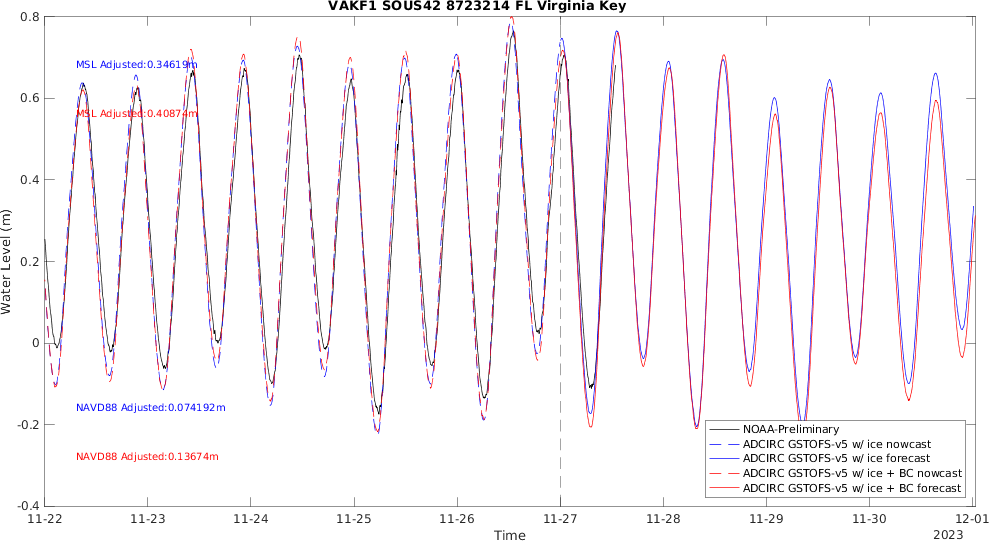 VAKF1 SOUS42 8723214 FL Virginia Key
0.8
MSL Adjusted:0.34619m
0.6
MSL Adjusted:0.40874m
0.4
Water Level (m)
0.2
0
NAVD88 Adjusted:0.074192m
-0.2
NAVD88 Adjusted:0.13674m
NOAA-Preliminary
ADCIRC GSTOFS-v5 w/ ice nowcast
ADCIRC GSTOFS-v5 w/ ice forecast
ADCIRC GSTOFS-v5 w/ ice + BC nowcast
ADCIRC GSTOFS-v5 w/ ice + BC forecast
-0.4
11-22 11-23 11-24 11-25 11-26 11-27 11-28 11-29 11-30 12-01
Time
2023